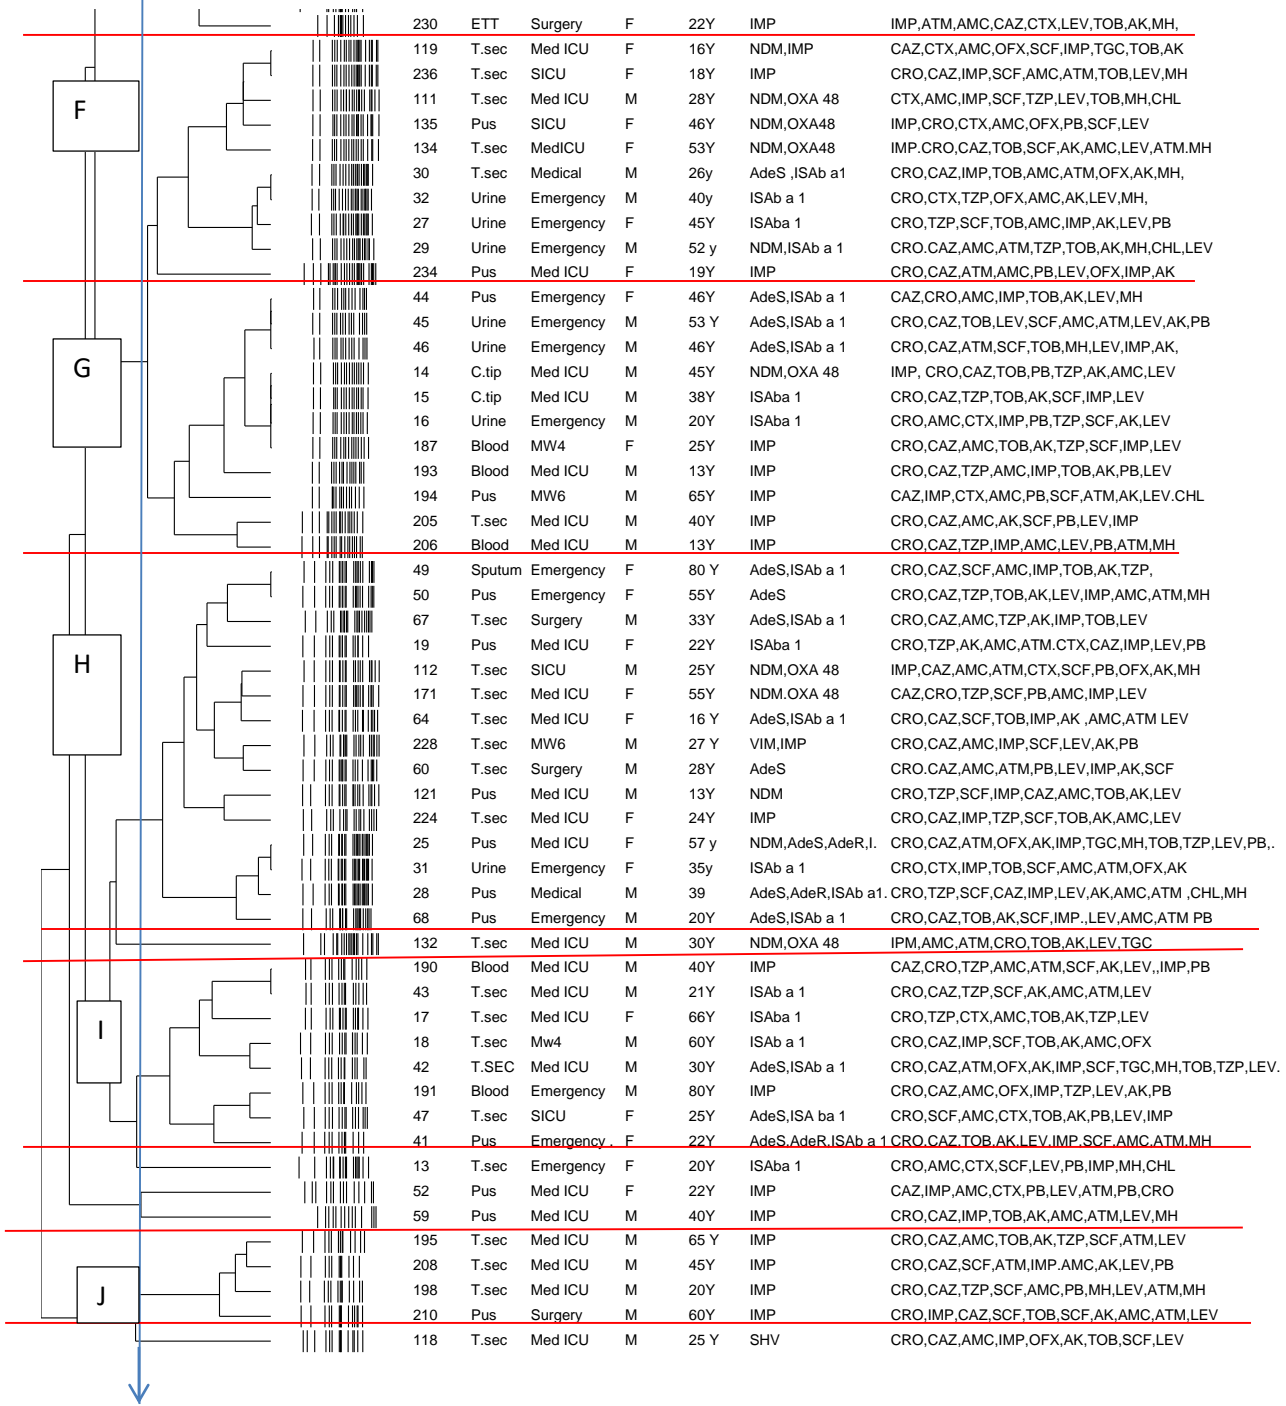 230 ETT Surgery F 22Y IMP IMP,ATM,AMC,CAZ,CTX,LEV,TOB,AK,MH,
119 T.sec Med ICU F 16Y NDM,IMP CAZ,CTX,AMC,OFX,SCF,IMP,TGC,TOB,AK
236 T.sec SICU F 18Y IMP CRO,CAZ,IMP,SCF,AMC,ATM,TOB,LEV,MH
F
111 T.sec Med ICU M 28Y NDM,OXA 48 CTX,AMC,IMP,SCF,TZP,LEV,TOB,MH,CHL
135 Pus SICU F 46Y NDM,OXA48 IMP,CRO,CTX,AMC,OFX,PB,SCF,LEV
134 T.sec MedICU F 53Y NDM,OXA48 IMP.CRO,CAZ,TOB,SCF,AK,AMC,LEV,ATM.MH
30 T.sec Medical M 26y AdeS ,ISAb a1 CRO,CAZ,IMP,TOB,AMC,ATM,OFX,AK,MH,
32 Urine Emergency M 40y ISAb a 1 CRO,CTX,TZP,OFX,AMC,AK,LEV,MH,
27 Urine Emergency F 45Y ISAba 1 CRO,TZP,SCF,TOB,AMC,IMP,AK,LEV,PB
29 Urine Emergency M 52 y NDM,ISAb a 1 CRO.CAZ,AMC,ATM,TZP,TOB,AK,MH,CHL,LEV
234 Pus Med ICU F 19Y IMP CRO,CAZ,ATM,AMC,PB,LEV,OFX,IMP,AK
44 Pus Emergency F 46Y AdeS,ISAb a 1 CAZ,CRO,AMC,IMP,TOB,AK,LEV,MH
45 Urine Emergency M 53 Y AdeS,ISAb a 1 CRO,CAZ,TOB,LEV,SCF,AMC,ATM,LEV,AK,PB
46 Urine Emergency M 46Y AdeS,ISAb a 1 CRO,CAZ,ATM,SCF,TOB,MH,LEV,IMP,AK,
G
14 C.tip Med ICU M 45Y NDM,OXA 48 IMP, CRO,CAZ,TOB,PB,TZP,AK,AMC,LEV
15 C.tip Med ICU M 38Y ISAba 1 CRO,CAZ,TZP,TOB,AK,SCF,IMP,LEV
16 Urine Emergency M 20Y ISAba 1 CRO,AMC,CTX,IMP,PB,TZP,SCF,AK,LEV
187 Blood MW4 F 25Y IMP CRO,CAZ,AMC,TOB,AK,TZP,SCF,IMP,LEV
193 Blood Med ICU M 13Y IMP CRO,CAZ,TZP,AMC,IMP,TOB,AK,PB,LEV
194 Pus MW6 M 65Y IMP CAZ,IMP,CTX,AMC,PB,SCF,ATM,AK,LEV.CHL
205 T.sec Med ICU M 40Y IMP CRO,CAZ,AMC,AK,SCF,PB,LEV,IMP
206 Blood Med ICU M 13Y IMP CRO,CAZ,TZP,IMP,AMC,LEV,PB,ATM,MH
49 Sputum Emergency F 80 Y AdeS,ISAb a 1 CRO,CAZ,SCF,AMC,IMP,TOB,AK,TZP,
50 Pus Emergency F 55Y AdeS CRO,CAZ,TZP,TOB,AK,LEV,IMP,AMC,ATM,MH
67 T.sec Surgery M 33Y AdeS,ISAb a 1 CRO,CAZ,AMC,TZP,AK,IMP,TOB,LEV
19 Pus Med ICU F 22Y ISAba 1 CRO,TZP,AK,AMC,ATM.CTX,CAZ,IMP,LEV,PB
H
112 T.sec SICU M 25Y NDM,OXA 48 IMP,CAZ,AMC,ATM,CTX,SCF,PB,OFX,AK,MH
171 T.sec Med ICU F 55Y NDM.OXA 48 CAZ,CRO,TZP,SCF,PB,AMC,IMP,LEV
64 T.sec Med ICU F 16 Y AdeS,ISAb a 1 CRO,CAZ,SCF,TOB,IMP,AK ,AMC,ATM LEV
228 T.sec MW6 M 27 Y VIM,IMP CRO,CAZ,AMC,IMP,SCF,LEV,AK,PB
60 T.sec Surgery M 28Y AdeS CRO.CAZ,AMC,ATM,PB,LEV,IMP,AK,SCF
121 Pus Med ICU M 13Y NDM CRO,TZP,SCF,IMP,CAZ,AMC,TOB,AK,LEV
224 T.sec Med ICU F 24Y IMP CRO,CAZ,IMP,TZP,SCF,TOB,AK,AMC,LEV
25 Pus Med ICU F 57 y NDM,AdeS,AdeR,I. CRO,CAZ,ATM,OFX,AK,IMP,TGC,MH,TOB,TZP,LEV,PB,.
31 Urine Emergency F 35y ISAb a 1 CRO,CTX,IMP,TOB,SCF,AMC,ATM,OFX,AK
28 Pus Medical M 39 AdeS,AdeR,ISAb a1. CRO,TZP,SCF,CAZ,IMP,LEV,AK,AMC,ATM ,CHL,MH
68 Pus Emergency M 20Y AdeS,ISAb a 1 CRO,CAZ,TOB,AK,SCF,IMP.,LEV,AMC,ATM PB
132 T.sec Med ICU M 30Y NDM,OXA 48 IPM,AMC,ATM,CRO,TOB,AK,LEV,TGC
190 Blood Med ICU M 40Y IMP CAZ,CRO,TZP,AMC,ATM,SCF,AK,LEV,,IMP,PB
43 T.sec Med ICU M 21Y ISAb a 1 CRO,CAZ,TZP,SCF,AK,AMC,ATM,LEV
17 T.sec Med ICU F 66Y ISAba 1 CRO,TZP,CTX,AMC,TOB,AK,TZP,LEV
I
18 T.sec Mw4 M 60Y ISAb a 1 CRO,CAZ,IMP,SCF,TOB,AK,AMC,OFX
42 T.SEC Med ICU M 30Y AdeS,ISAb a 1 CRO,CAZ,ATM,OFX,AK,IMP,SCF,TGC,MH,TOB,TZP,LEV.
191 Blood Emergency M 80Y IMP CRO,CAZ,AMC,OFX,IMP,TZP,LEV,AK,PB
47 T.sec SICU F 25Y AdeS,ISA ba 1 CRO,SCF,AMC,CTX,TOB,AK,PB,LEV,IMP
41 Pus Emergency . F 22Y AdeS,AdeR,ISAb a 1 CRO,CAZ,TOB,AK,LEV,IMP,SCF,AMC,ATM,MH
13 T.sec Emergency F 20Y ISAba 1 CRO,AMC,CTX,SCF,LEV,PB,IMP,MH,CHL
52 Pus Med ICU F 22Y IMP CAZ,IMP,AMC,CTX,PB,LEV,ATM,PB,CRO
59 Pus Med ICU M 40Y IMP CRO,CAZ,IMP,TOB,AK,AMC,ATM,LEV,MH
195 T.sec Med ICU M 65 Y IMP CRO,CAZ,AMC,TOB,AK,TZP,SCF,ATM,LEV
208 T.sec Med ICU M 45Y IMP CRO,CAZ,SCF,ATM,IMP.AMC,AK,LEV,PB
J
198 T.sec Med ICU M 20Y IMP CRO,CAZ,TZP,SCF,AMC,PB,MH,LEV,ATM,MH
210 Pus Surgery M 60Y IMP CRO,IMP,CAZ,SCF,TOB,SCF,AK,AMC,ATM,LEV
118 T.sec Med ICU M 25 Y SHV CRO,CAZ,AMC,IMP,OFX,AK,TOB,SCF,LEV